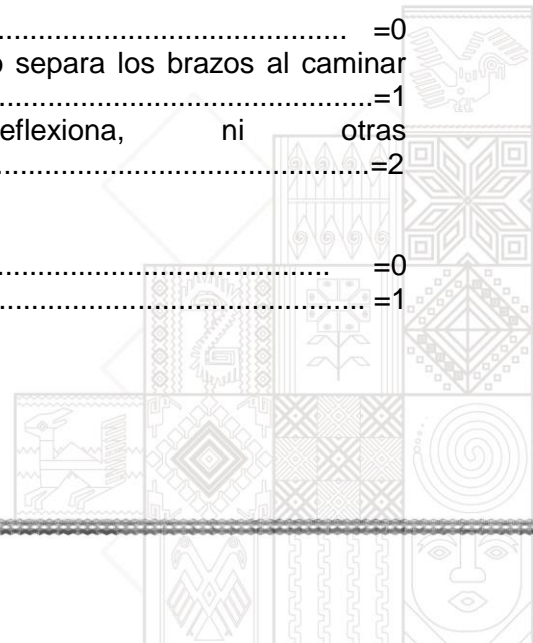 ............................................ =0
separa los brazos al caminar
................................................=1
eflexiona, ni otras
................................................=2
.......................................... =0
............................................... =1